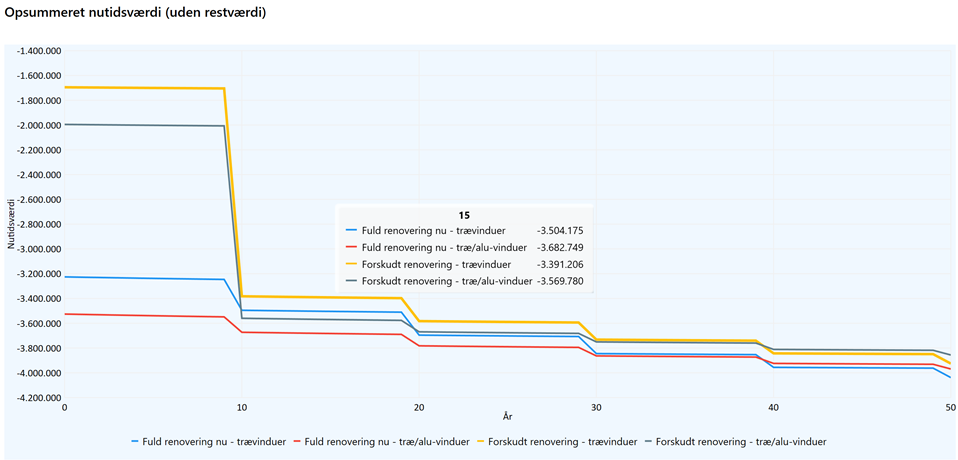 Opsummeret nutidsværdi (uden restværdi)
-1.400.000
-1.600.000
-1.800.000
-2.000.000
-2.200.000
-2.400.000
-2.600.000
-2.800.000
-3.000.000
-3.200.000
-3.400.000
-3.600.000
-3.800.000
-4.000.000
-4.200.000
Nutidsværdi
15
Fuld renovering nu - trævinduer -3.504.175
Fuld renovering nu - træ/alu-vinduer -3.682.749
Forskudt renovering - trævinduer -3.391.206
Forskudt renovering - træ/alu-vinduer -3.569.780
0 10 20 30 40 50
År
Fuld renovering nu - trævinduer Fuld renovering nu - træ/alu-vinduer Forskudt renovering - trævinduer Forskudt renovering - træ/alu-vinduer